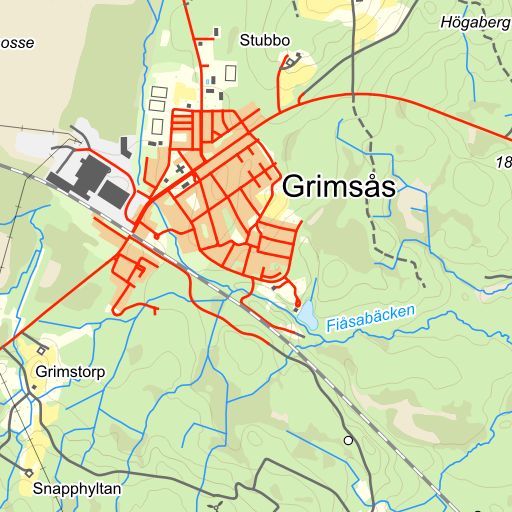 Högaberg
Stubbo
osse
18
Grimsås
Fiåsabäcken
Grimstorp
Snapphyltan